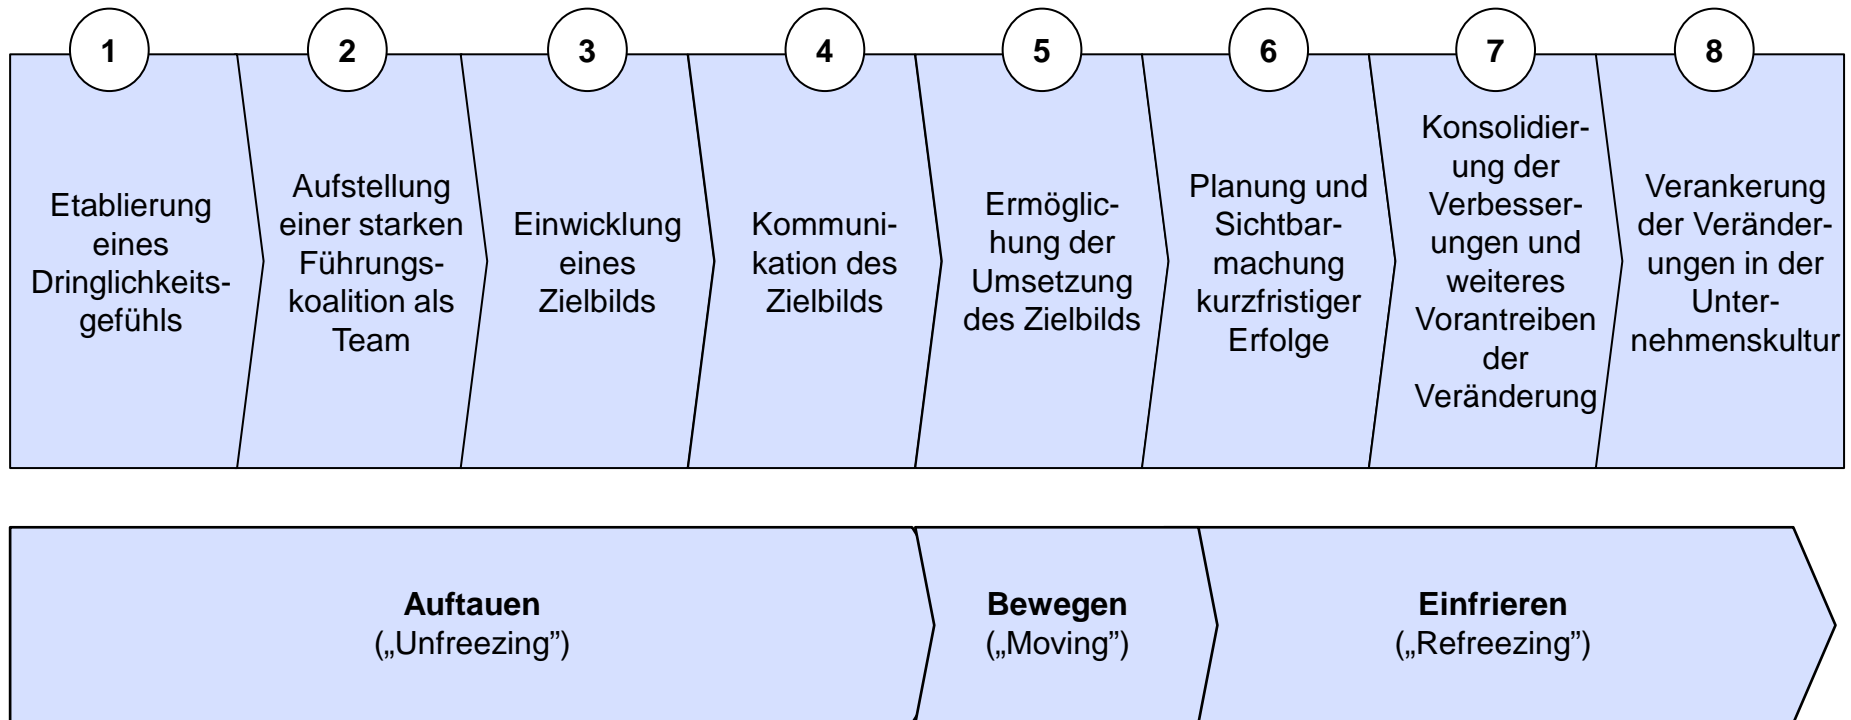 1
Etablierung
eines
Dringlichkeits-
gefühls
2
Aufstellung
einer starken
Führungs-
koalition als
Team
3
Einwicklung
eines
Zielbilds
4
Kommuni-
kation des
Zielbilds
5
Ermöglic-
hung der
Umsetzung
des Zielbilds
6
Planung und
Sichtbar-
machung
kurzfristiger
Erfolge
7
Konsolidier-
ung der
Verbesser-
ungen und
weiteres
Vorantreiben
der
Veränderung
8
Verankerung
der Veränder-
ungen in der
Unter-
nehmenskultur
Auftauen
(„Unfreezing”)
Bewegen
(„Moving”)
Einfrieren
(„Refreezing”)